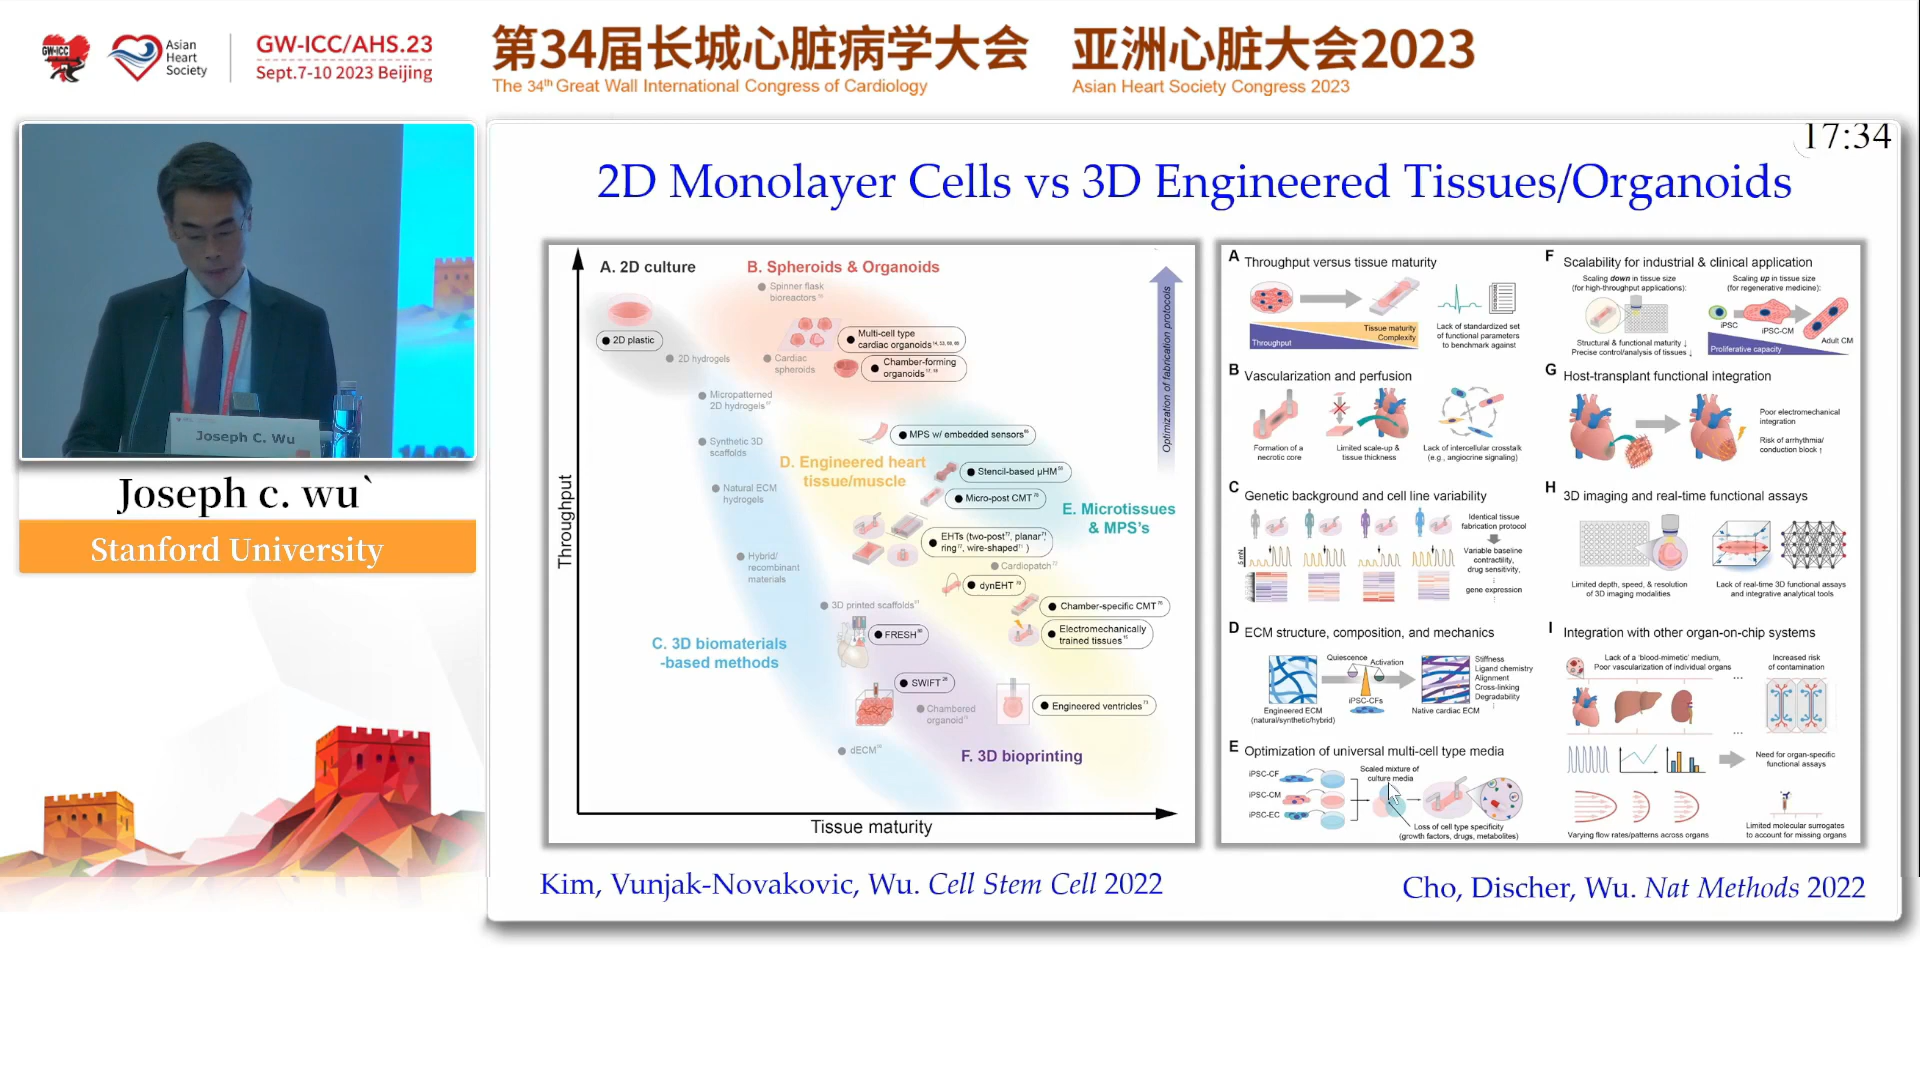 GW-ICC
Asian
Heart
Society
GW-ICC/AHS.23
Sept.7-10 2023 Beijing
第34届长城心脏病学大会
The 34th Great Wall International Congress of Cardiology
亚洲心脏大会2023
Asian Heart Society Congress 2023
Joseph C. Wu
Joseph c. wu`
Stanford University
17:34
2D Monolayer Cells vs 3D Engineered Tissues/Organoids
Throughput
Tissue maturity
Optimization of fabrication protocols
A. 2D culture
2D plastic
2D hydrogels
B. Spheroids & Organoids
Spinner flask
bioreactors
Multi-cell type
cardiac organoids
Cardiac
spheroids
Chamber-forming
organoids
Micropatterned
2D hydrogels
Synthetic 3D
scaffolds
Natural ECM
hydrogels
Hybrid/
recombinant
materials
3D printed scaffolds
C. 3D biomaterials
-based methods
dECM
D. Engineered heart
tissue/muscle
MPS w/ embedded sensors
Stencil-based μHM
Micro-post CMT
E. Microtissues
& MPS's
EHTs (two-post, planar,
ring, wire-shaped )
Cardiopatch
dynEHT
Chamber-specific CMT
Electromechanically
trained tissues
FRESH
SWIFT
Chambered
organoid
Engineered ventricles
F. 3D bioprinting
Kim, Vunjak-Novakovic, Wu. Cell Stem Cell 2022
A Throughput versus tissue maturity
Throughput
Tissue maturity
Complexity
Lack of standardized set
of functional parameters
to benchmark against
B Vascularization and perfusion
Formation of a
necrotic core
Limited scale-up &
tissue thickness
Lack of intercellular crosstalk
(e.g., angiocrine signaling)
C Genetic background and cell line variability
5 mN
Identical tissue
fabrication protocol
Variable baseline
contractility,
drug sensitivity,
gene expression
D ECM structure, composition, and mechanics
Quiescence
Activation
iPSC-CFs
Engineered ECM
(natural/synthetic/hybrid)
Native cardiac ECM
Stiffness
Ligand chemistry
Alignment
Cross-linking
Degradability
E Optimization of universal multi-cell type media
iPSC-CF
iPSC-CM
iPSC-EC
Scaled mixture of
culture media
Loss of cell type specificity
(growth factors, drugs, metabolites)
F Scalability for industrial & clinical application
Scaling down in tissue size
(for high-throughput applications):
Structural & functional maturity ↓
Precise control/analysis of tissues ↓
Scaling up in tissue size
(for regenerative medicine):
iPSC
iPSC-CM
Adult CM
Proliferative capacity
G Host-transplant functional integration
Poor electromechanical
integration
Risk of arrhythmia/
conduction block ↑
H 3D imaging and real-time functional assays
Limited depth, speed, & resolution
of 3D imaging modalities
Lack of real-time 3D functional assays
and integrative analytical tools
I Integration with other organ-on-chip systems
Lack of a 'blood-mimetic' medium,
Poor vascularization of individual organs
Increased risk
of contamination
Need for organ-specific
functional assays
Varying flow rates/patterns across organs
Limited molecular surrogates
to account for missing organs
Cho, Discher, Wu. Nat Methods 2022